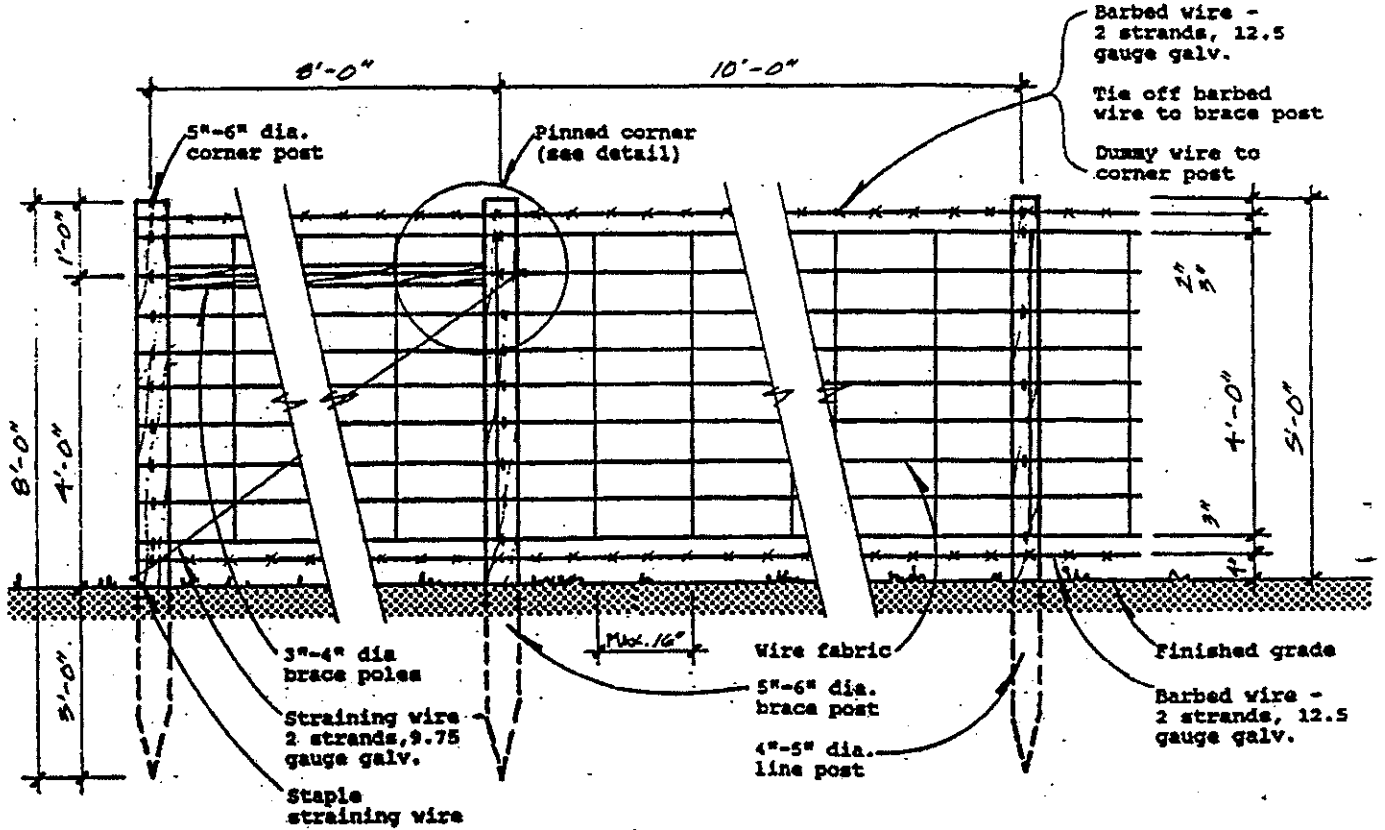 Barbed wire -
2 strands, 12.5
gauge galv.
Tie off barbed
wire to brace post
Dummy wire to
corner post
8'-0"
10'-0"
5"-6" dia.
corner post
Pinned corner
(see detail)
1'-0"
8'-0"
4'-0"
3'-0"
2"
3"
4'-0"
5'-0"
3"
4"
Max. 16"
3"-4" dia
brace poles
Straining wire -
2 strands,9.75
gauge galv.
Staple
straining wire
Wire fabric
5"-6" dia.
brace post
4"-5" dia.
line post
Finished grade
Barbed wire -
2 strands, 12.5
gauge galv.